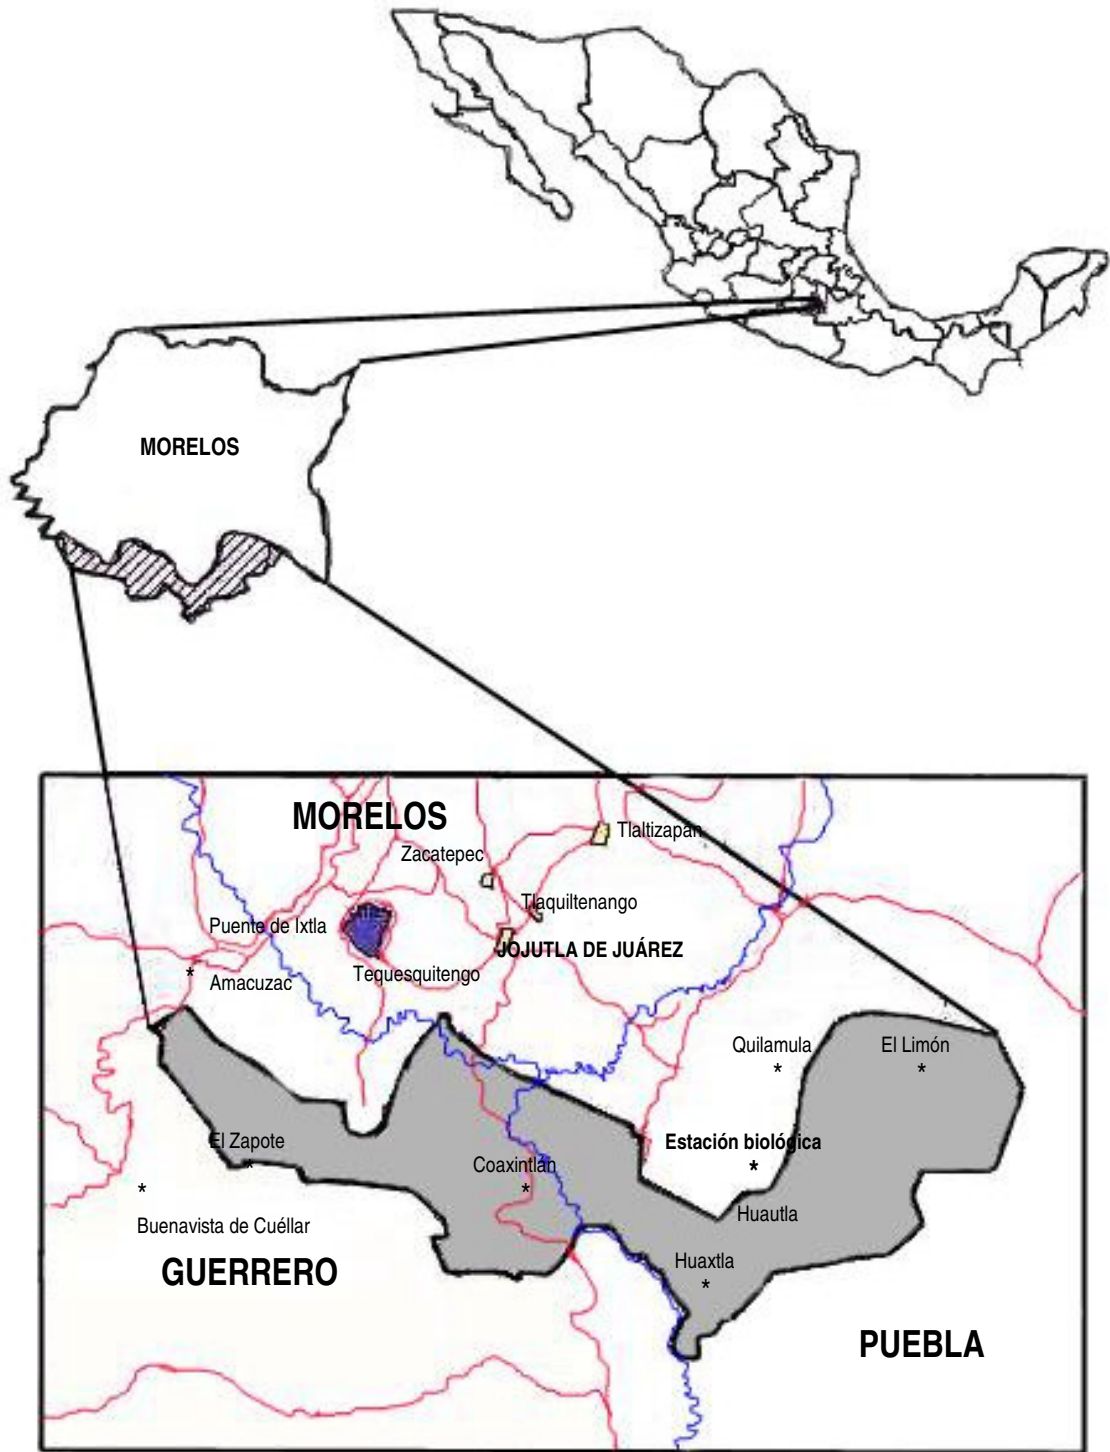 MORELOS
MORELOS
Tlaltizapán
Zacatepec
Tlaquiltenango
Puente de Ixtla
JOJUTLA DE JUÁREZ
Tequesquitengo
Amacuzac
Quilamula
El Limón
*
*
*
El Zapote
*
Estación biológica
*
Coaxintlán
*
*
Huautla
Buenavista de Cuéllar
Huaxtla
*
GUERRERO
PUEBLA